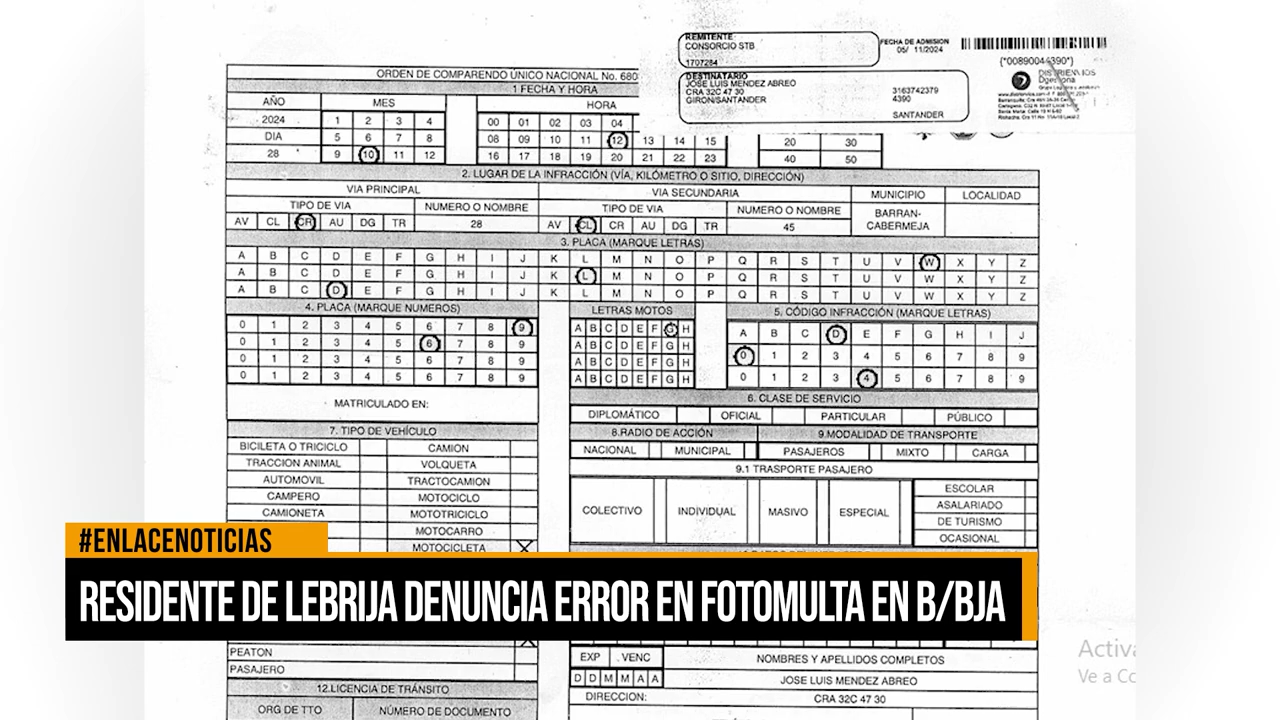 REMITENTE
CONSORCIO STB
1707284
FECHA DE ADMISION
05/ 11/2024
(*00890044390*)
DESTINATARIO
JOSE LUIS MENDEZ ABREO
CRA 32C 47 30
GIRON/SANTANDER
3163742379
4390
SANTANDER
ORDEN DE COMPARENDO ÚNICO NACIONAL No. 680
1 FECHA Y HORA
AÑO MES HORA
2024 1 2 3 4 00 01 02 03 04
DIA 5 6 7 8 08 09 10 11 12 13 14 15 20 30
28 9 10 11 12 16 17 18 19 20 21 22 23 40 50
2. LUGAR DE LA INFRACCIÓN (VÍA, KILÓMETRO O SITIO, DIRECCIÓN)
VIA PRINCIPAL VIA SECUNDARIA MUNICIPIO LOCALIDAD
TIPO DE VIA NUMERO O NOMBRE TIPO DE VIA NUMERO O NOMBRE BARRAN-
AV CL CR AU DG TR 28 AV CL CR AU DG TR 45 CABERMEJA
3. PLACA (MARQUE LETRAS)
A B C D E F G H I J K L M N O P Q R S T U V W X Y Z
A B C D E F G H I J K L M N O P Q R S T U V W X Y Z
A B C D E F G H I J K L M N O P Q R S T U V W X Y Z
4. PLACA (MARQUE NUMEROS) LETRAS MOTOS 5. CÓDIGO INFRACCIÓN (MARQUE LETRAS)
0 1 2 3 4 5 6 7 8 9 A B C D E F G H A B C D E F G H I J
0 1 2 3 4 5 6 7 8 9 A B C D E F G H 0 1 2 3 4 5 6 7 8 9
0 1 2 3 4 5 6 7 8 9 A B C D E F G H 0 1 2 3 4 5 6 7 8 9
0 1 2 3 4 5 6 7 8 9 A B C D E F G H
MATRICULADO EN:
6. CLASE DE SERVICIO
DIPLOMÁTICO OFICIAL PARTICULAR PÚBLICO
7. TIPO DE VEHÍCULO
8.RADIO DE ACCIÓN 9.MODALIDAD DE TRANSPORTE
BICILETA O TRICICLO CAMION
NACIONAL MUNICIPAL PASAJEROS MIXTO CARGA
TRACCION ANIMAL VOLQUETA
9.1 TRASPORTE PASAJERO
AUTOMOVIL TRACTOCAMION
CAMPERO MOTOCICLO
CAMIONETA MOTOTRICICLO
MOTOCARRO
MOTOCICLETA X
COLECTIVO INDIVIDUAL MASIVO ESPECIAL
ESCOLAR
ASALARIADO
DE TURISMO
OCASIONAL
#ENLACENOTICIAS
RESIDENTE DE LEBRIJA DENUNCIA ERROR EN FOTOMULTA EN B/BJA
PEATON
PASAJERO
EXP VENC NOMBRES Y APELLIDOS COMPLETOS
D D M M A A JOSE LUIS MENDEZ ABREO
DIRECCION: CRA 32C 47 30
12.LICENCIA DE TRÁNSITO
ORG DE TTO NÚMERO DE DOCUMENTO
Activa
Ve a Co